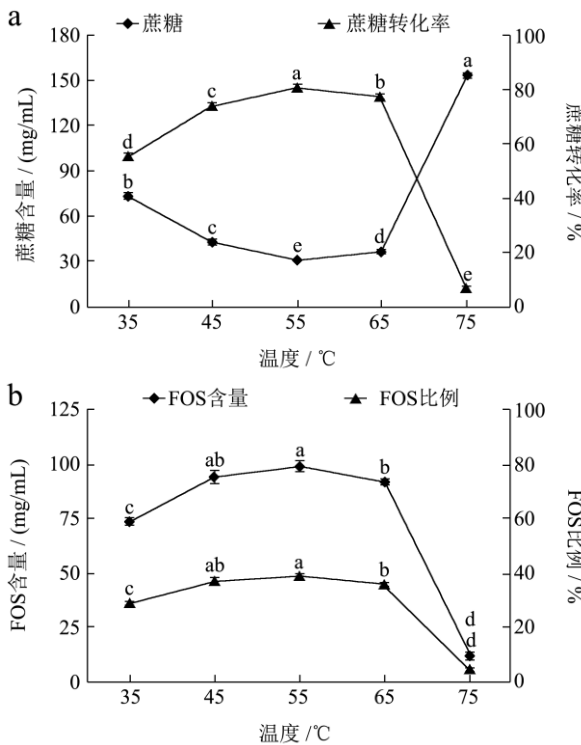 a
蔗糖 蔗糖转化率
180 100
150 80
120 60
90 40
60 20
30
0 0
d c a b a
b c e d e
35 45 55 65 75
温度 / ℃
蔗糖含量 / (mg/mL)
蔗糖转化率 / %
b
FOS含量 FOS比例
125 100
100 80
75 60
50 40
25 20
0 0
c ab a b d
c ab a b d
35 45 55 65 75
温度 / ℃
FOS含量 / (mg/mL)
FOS比例 / %